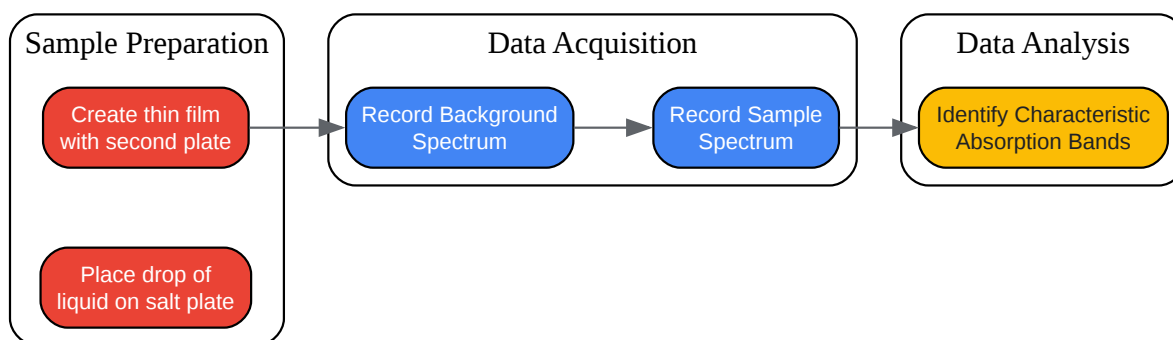 Sample Preparation
Create thin film
with second plate
Place drop of
liquid on salt plate
Data Acquisition
Record Background
Spectrum
Record Sample
Spectrum
Data Analysis
Identify Characteristic
Absorption Bands